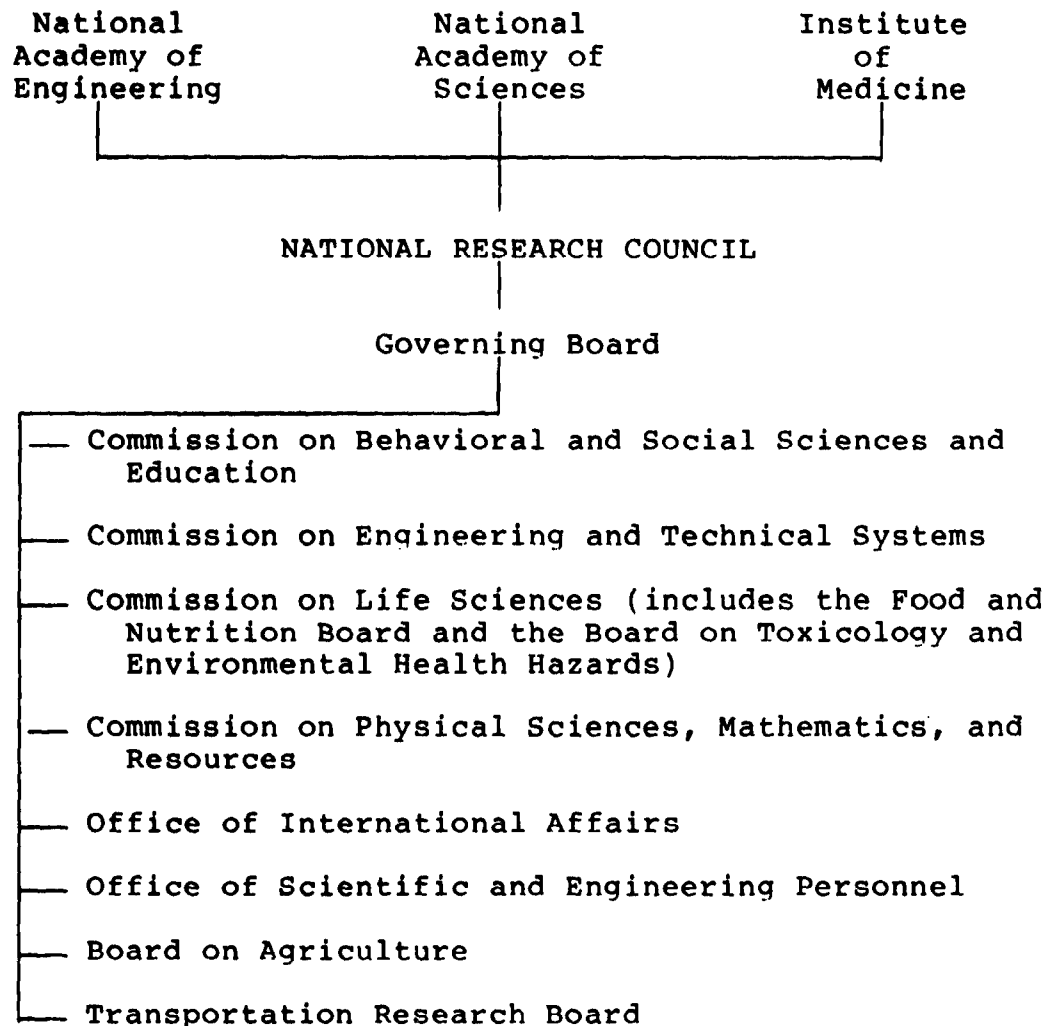 National
Academy of
Engineering
National
Academy of
Sciences
Institute
of
Medicine
NATIONAL RESEARCH COUNCIL
Governing Board
Commission on Behavioral and Social Sciences and
Education
Commission on Engineering and Technical Systems
Commission on Life Sciences (includes the Food and
Nutrition Board and the Board on Toxicology and
Environmental Health Hazards)
Commission on Physical Sciences, Mathematics, and
Resources
Office of International Affairs
Office of Scientific and Engineering Personnel
Board on Agriculture
Transportation Research Board